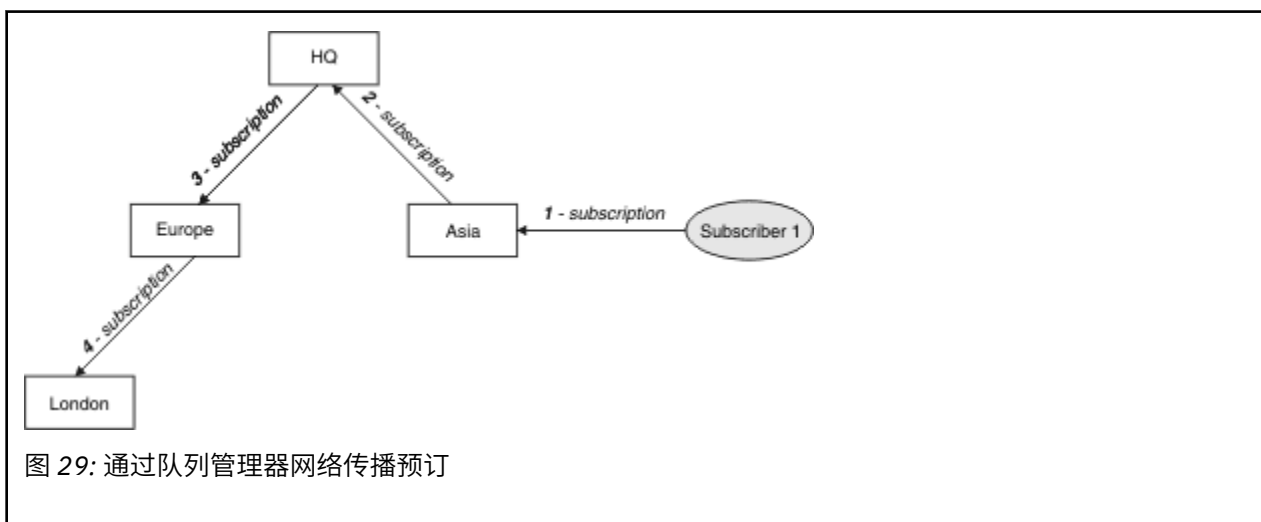 HQ
3 - subscription
2 - subscription
Europe
Asia
1 - subscription
Subscriber 1
4 - subscription
London
图 29: 通过队列管理器网络传播预订